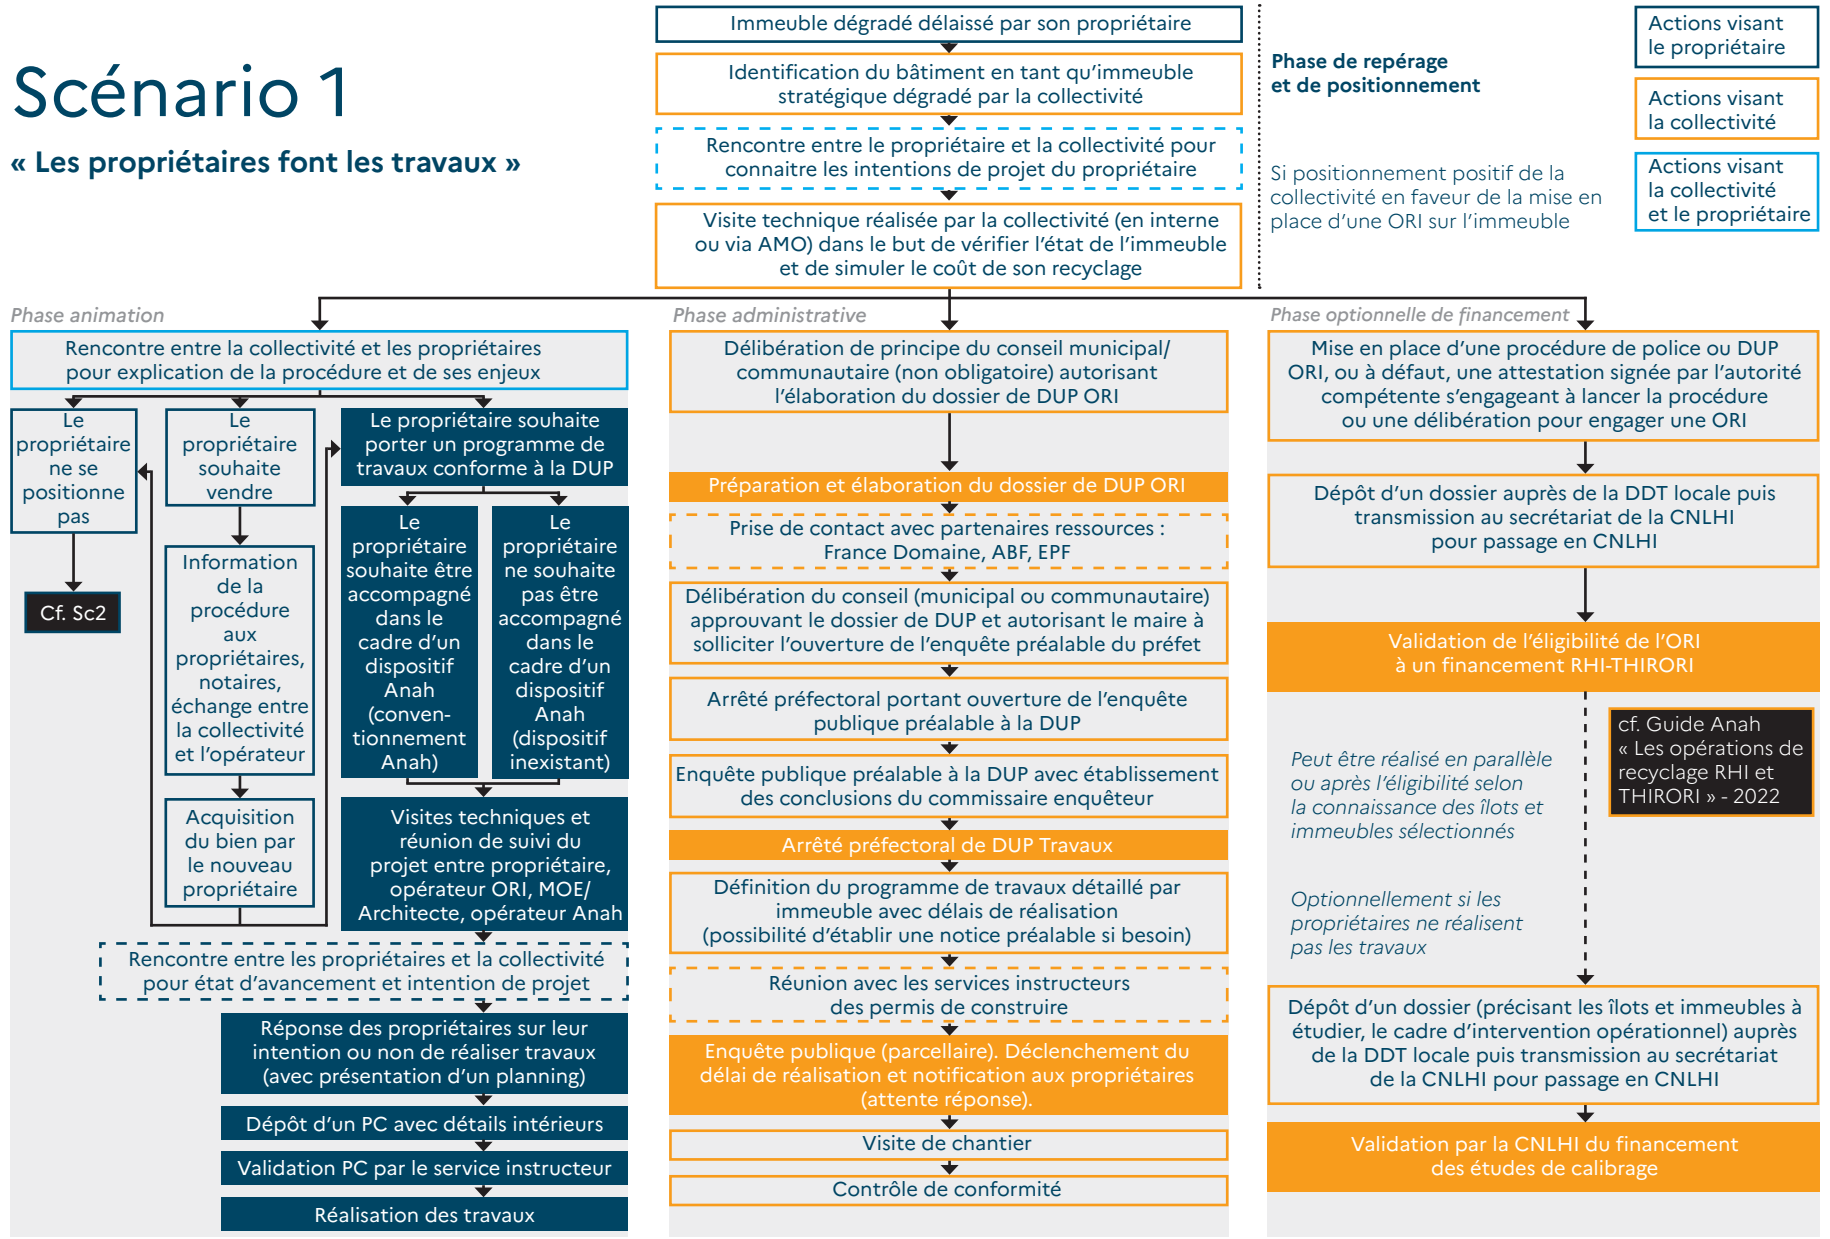 Scénario 1
« Les propriétaires font les travaux »
Immeuble dégradé délaissé par son propriétaire
Identification du bâtiment en tant qu'immeuble
stratégique dégradé par la collectivité
Rencontre entre le propriétaire et la collectivité pour
connaitre les intentions de projet du propriétaire
Visite technique réalisée par la collectivité (en interne
ou via AMO) dans le but de vérifier l'état de l'immeuble
et de simuler le coût de son recyclage
Phase de repérage
et de positionnement
Si positionnement positif de la
collectivité en faveur de la mise en
place d'une ORI sur l'immeuble
Actions visant
le propriétaire
Actions visant
la collectivité
Actions visant
la collectivité
et le propriétaire
Phase animation
Rencontre entre la collectivité et les propriétaires
pour explication de la procédure et de ses enjeux
Le
propriétaire
ne se
positionne
pas
Cf. Sc2
Le
propriétaire
souhaite
vendre
Information
de la
procédure
aux
propriétaires,
notaires,
échange entre
la collectivité
et l'opérateur
Acquisition
du bien par
le nouveau
propriétaire
Le propriétaire souhaite
porter un programme de
travaux conforme à la DUP
Le
propriétaire
souhaite être
accompagné
dans le
cadre d'un
dispositif
Anah
(conven-
tionnement
Anah)
Le
propriétaire
ne souhaite
pas être
accompagné
dans le
cadre d'un
dispositif
Anah
(dispositif
inexistant)
Visites techniques et
réunion de suivi du
projet entre propriétaire,
opérateur ORI, MOE/
Architecte, opérateur Anah
Rencontre entre les propriétaires et la collectivité
pour état d'avancement et intention de projet
Réponse des propriétaires sur leur
intention ou non de réaliser travaux
(avec présentation d'un planning)
Dépôt d'un PC avec détails intérieurs
Validation PC par le service instructeur
Réalisation des travaux
Phase administrative
Délibération de principe du conseil municipal/
communautaire (non obligatoire) autorisant
l'élaboration du dossier de DUP ORI
Préparation et élaboration du dossier de DUP ORI
Prise de contact avec partenaires ressources :
France Domaine, ABF, EPF
Délibération du conseil (municipal ou communautaire)
approuvant le dossier de DUP et autorisant le maire à
solliciter l'ouverture de l'enquête préalable du préfet
Arrêté préfectoral portant ouverture de l'enquête
publique préalable à la DUP
Enquête publique préalable à la DUP avec établissement
des conclusions du commissaire enquêteur
Arrêté préfectoral de DUP Travaux
Définition du programme de travaux détaillé par
immeuble avec délais de réalisation
(possibilité d'établir une notice préalable si besoin)
Réunion avec les services instructeurs
des permis de construire
Enquête publique (parcellaire). Déclenchement du
délai de réalisation et notification aux propriétaires
(attente réponse).
Visite de chantier
Contrôle de conformité
Phase optionnelle de financement
Mise en place d'une procédure de police ou DUP
ORI, ou à défaut, une attestation signée par l'autorité
compétente s'engageant à lancer la procédure
ou une délibération pour engager une ORI
Dépôt d'un dossier auprès de la DDT locale puis
transmission au secrétariat de la CNLHI
pour passage en CNLHI
Validation de l'éligibilité de l'ORI
à un financement RHI-THIRORI
cf. Guide Anah
« Les opérations de
recyclage RHI et
THIRORI » - 2022
Peut être réalisé en parallèle
ou après l'éligibilité selon
la connaissance des îlots et
immeubles sélectionnés
Optionnellement si les
propriétaires ne réalisent
pas les travaux
Dépôt d'un dossier (précisant les îlots et immeubles à
étudier, le cadre d'intervention opérationnel) auprès
de la DDT locale puis transmission au secrétariat
de la CNLHI pour passage en CNLHI
Validation par la CNLHI du financement
des études de calibrage